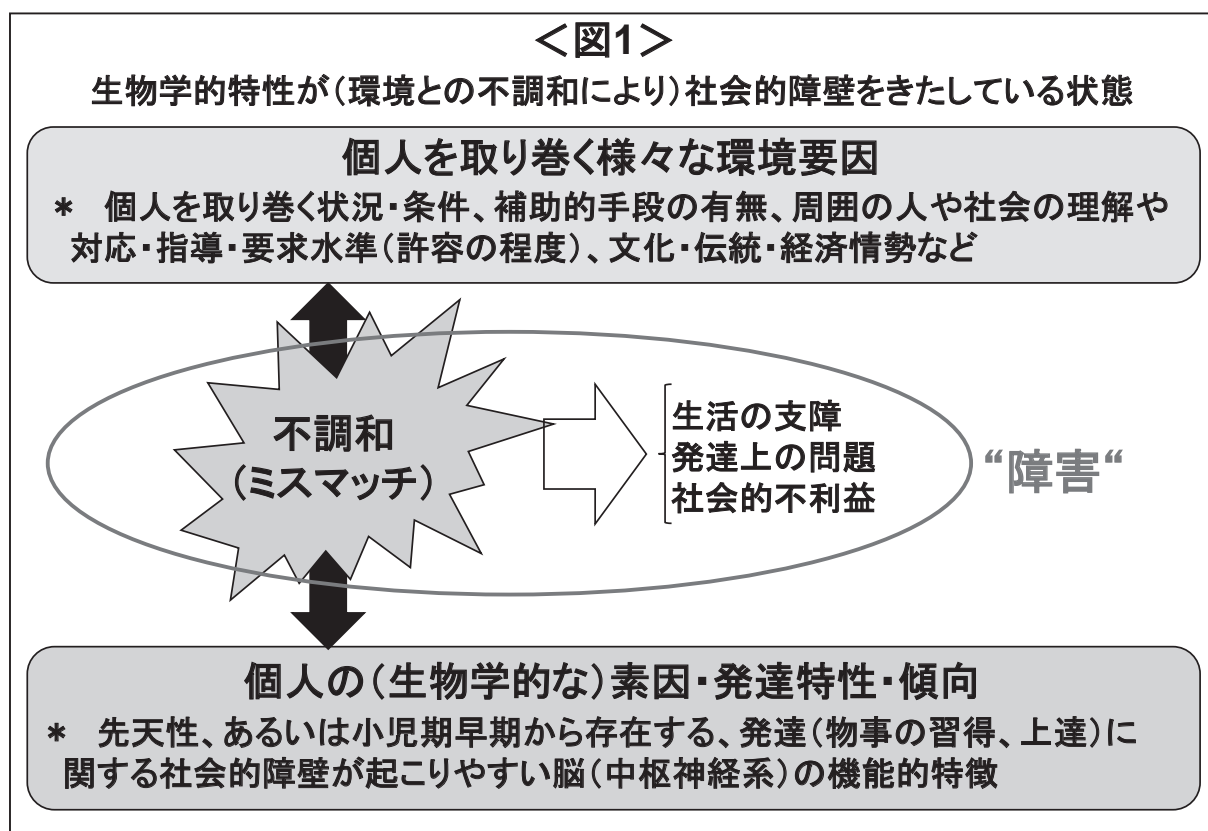 ＜図1＞
生物学的特性が（環境との不調和により）社会的障壁をきたしている状態
個人を取り巻く様々な環境要因
＊　個人を取り巻く状況・条件、補助的手段の有無、周囲の人や社会の理解や
対応・指導・要求水準（許容の程度）、文化・伝統・経済情勢など
不調和
（ミスマッチ）
生活の支障
発達上の問題
社会的不利益
“障害“
個人の（生物学的な）素因・発達特性・傾向
＊　先天性、あるいは小児期早期から存在する、発達（物事の習得、上達）に
関する社会的障壁が起こりやすい脳（中枢神経系）の機能的特徴